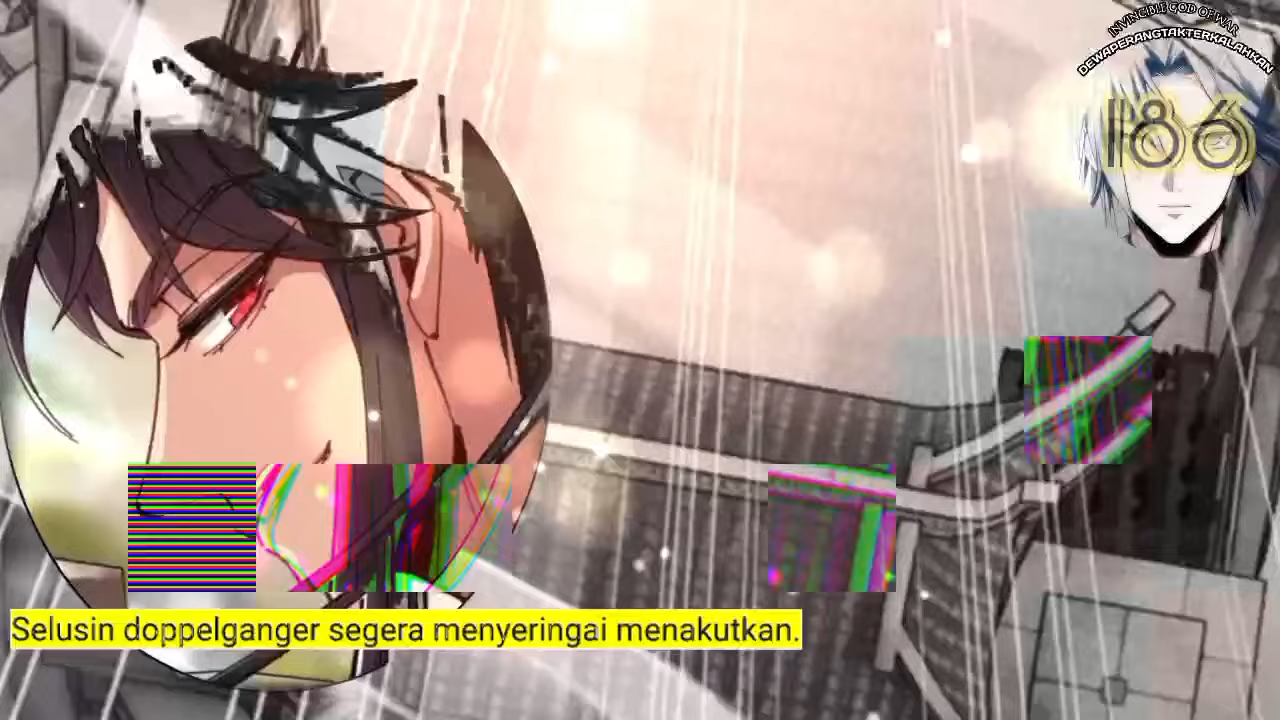 INVINCIBLE GOD OF WAR
DEWAPERANGTAKTERKALAHKAN
186
Selusin doppelganger segera menyeringai menakutkan.